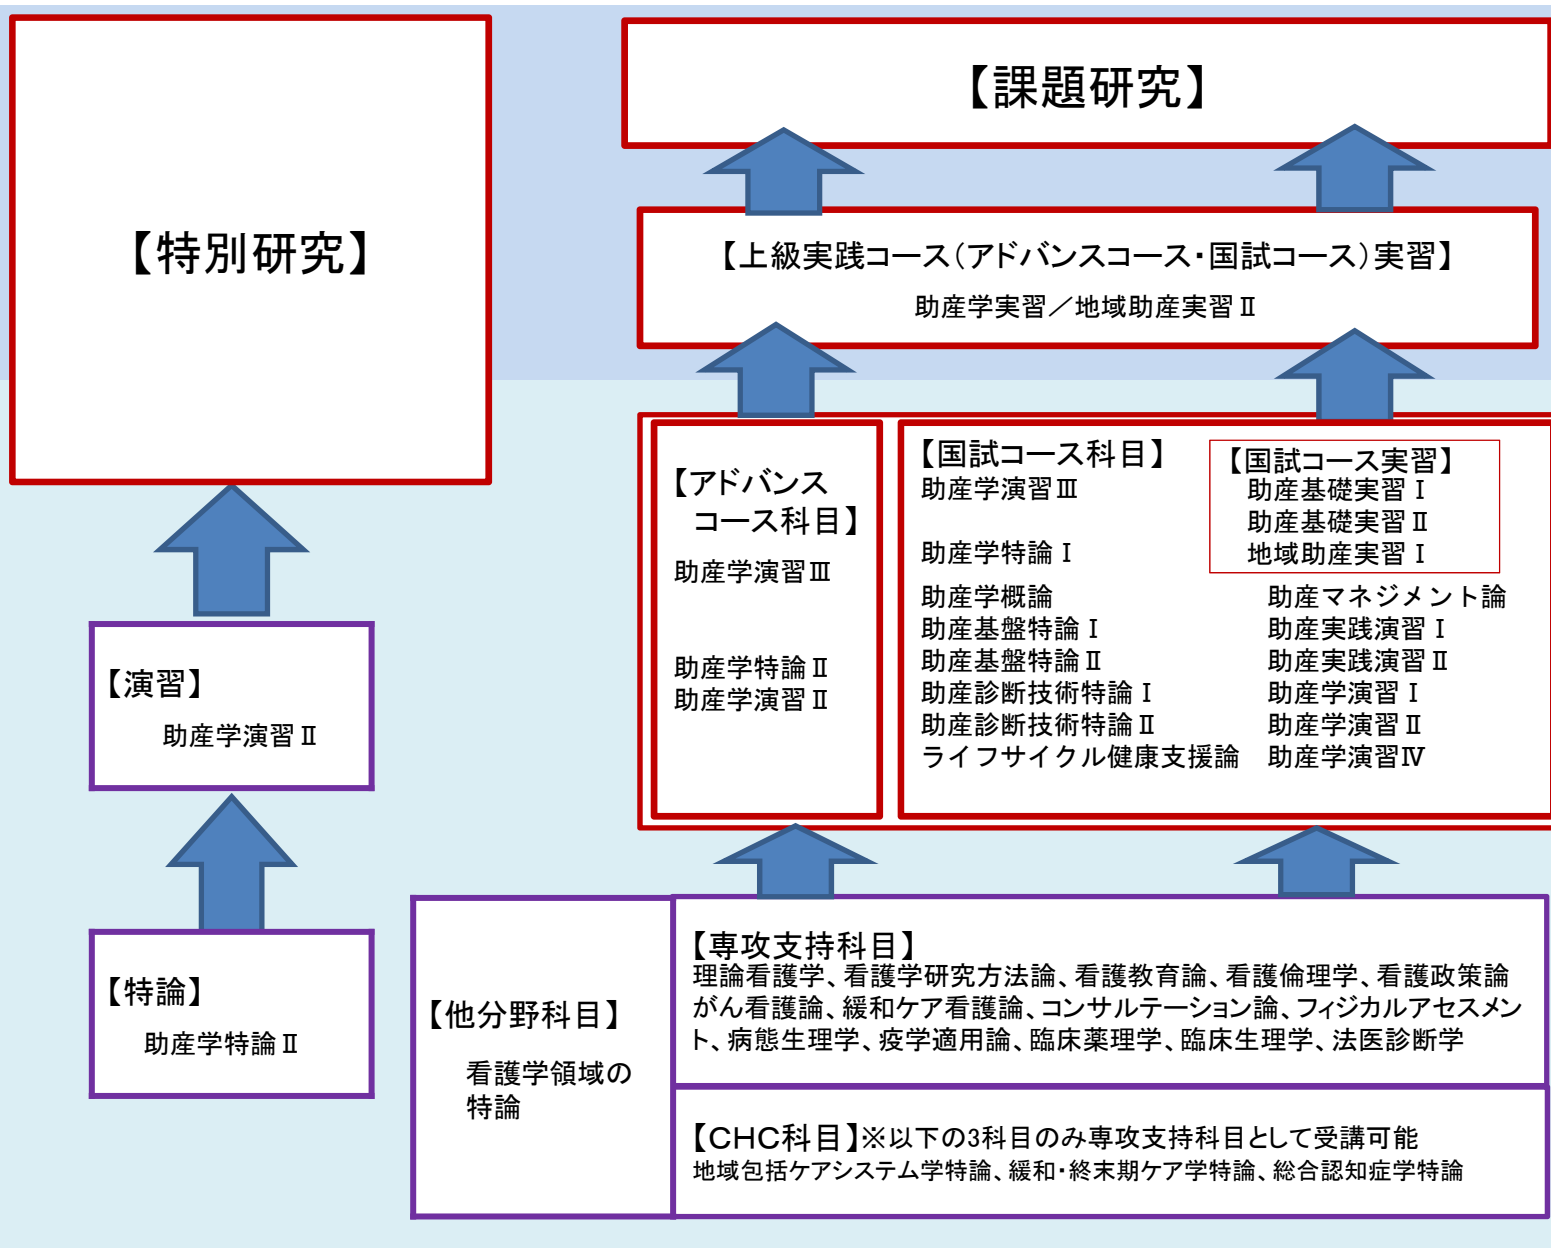 【特別研究】
【演習】
助産学演習Ⅱ
【特論】
助産学特論Ⅱ
【課題研究】
【上級実践コース(アドバンスコース・国試コース)実習】
助産学実習／地域助産実習Ⅱ
【アドバンス
コース科目】
助産学演習Ⅲ
助産学特論Ⅱ
助産学演習Ⅱ
【国試コース科目】
助産学演習Ⅲ
助産学特論Ⅰ
助産学概論
助産基盤特論Ⅰ
助産基盤特論Ⅱ
助産診断技術特論Ⅰ
助産診断技術特論Ⅱ
ライフサイクル健康支援論
【国試コース実習】
助産基礎実習Ⅰ
助産基礎実習Ⅱ
地域助産実習Ⅰ
助産マネジメント論
助産実践演習Ⅰ
助産実践演習Ⅱ
助産学演習Ⅰ
助産学演習Ⅱ
助産学演習Ⅳ
【他分野科目】
看護学領域の
特論
【専攻支持科目】
理論看護学、看護学研究方法論、看護教育論、看護倫理学、看護政策論
がん看護論、緩和ケア看護論、コンサルテーション論、フィジカルアセスメン
ト、病態生理学、疫学適用論、臨床薬理学、臨床生理学、法医診断学
【CHC科目】※以下の3科目のみ専攻支持科目として受講可能
地域包括ケアシステム学特論、緩和・終末期ケア学特論、総合認知症学特論